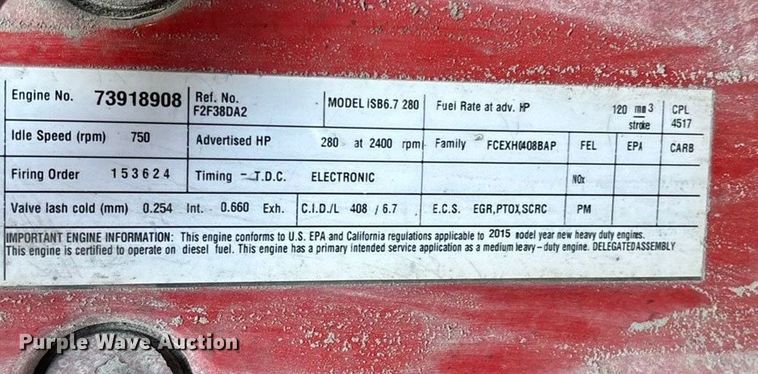 Engine No. 73918908 Ref. No. F2F38DA2 MODEL ISB6.7 280 Fuel Rate at adv. HP 120 mm3 stroke CPL 4517
Idle Speed (rpm) 750 Advertised HP 280 at 2400 rpm Family FCEXH0408BAP FEL EPA CARB
Firing Order 1 5 3 6 2 4 Timing - T.D.C. ELECTRONIC NOx
Valve lash cold (mm) 0.254 Int. 0.660 Exh. C.I.D./L 408 / 6.7 E.C.S. EGR,PTOX,SCRC PM
IMPORTANT ENGINE INFORMATION: This engine conforms to U.S. EPA and California regulations applicable to 2015 model year new heavy duty engines.
This engine is certified to operate on diesel fuel. This engine has a primary intended service application as a medium heavy-duty engine. DELEGATED ASSEMBLY
Purple Wave Auction